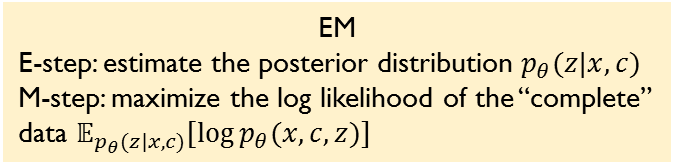 EM
E-step: estimate the posterior distribution 𝑝𝜃(𝑧|𝑥, 𝑐)
M-step: maximize the log likelihood of the “complete”
data 𝔼𝑝𝜃(𝑧|𝑥,𝑐)[log 𝑝𝜃(𝑥, 𝑐, 𝑧)]